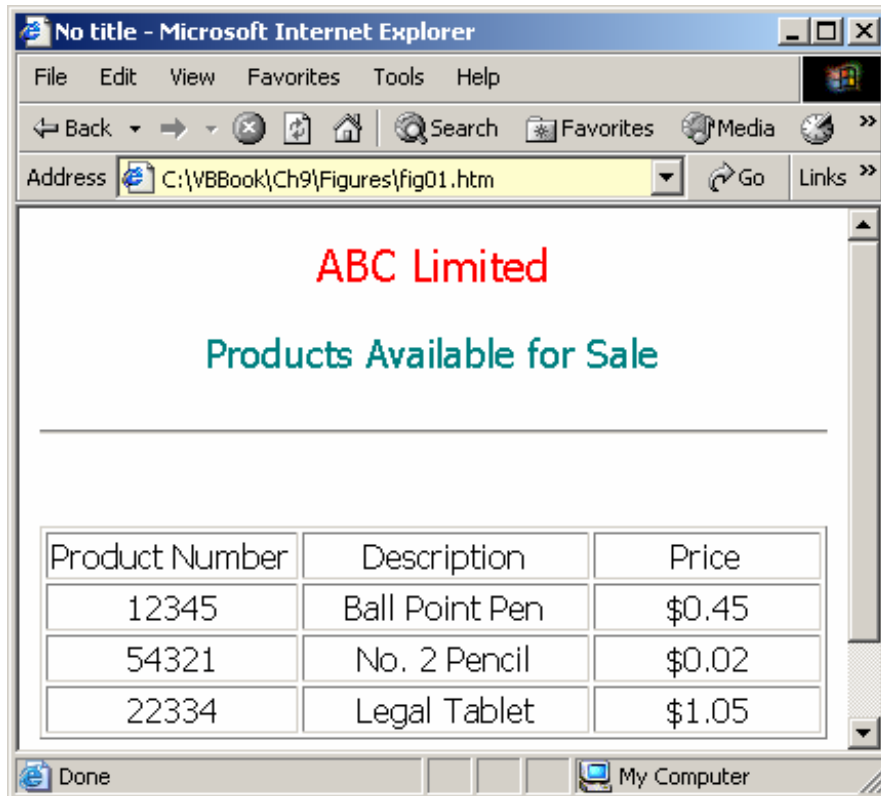 No title - Microsoft Internet Explorer
File Edit View Favorites Tools Help
Back Search Favorites Media »
Address C:\VBBook\Ch9\Figures\fig01.htm Go Links »
ABC Limited
Products Available for Sale
Product Number Description Price
12345 Ball Point Pen $0.45
54321 No. 2 Pencil $0.02
22334 Legal Tablet $1.05
Done My Computer